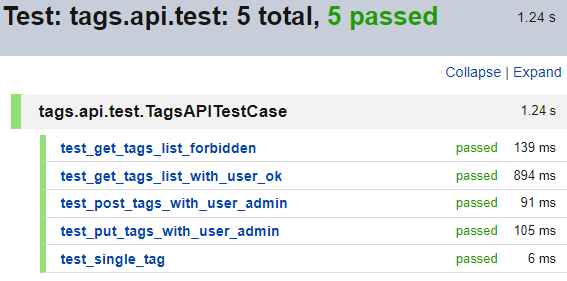 Test: tags.api.test: 5 total, 5 passed 1.24 s
Collapse | Expand
tags.api.test.TagsAPITestCase 1.24 s
test_get_tags_list_forbidden passed 139 ms
test_get_tags_list_with_user_ok passed 894 ms
test_post_tags_with_user_admin passed 91 ms
test_put_tags_with_user_admin passed 105 ms
test_single_tag passed 6 ms